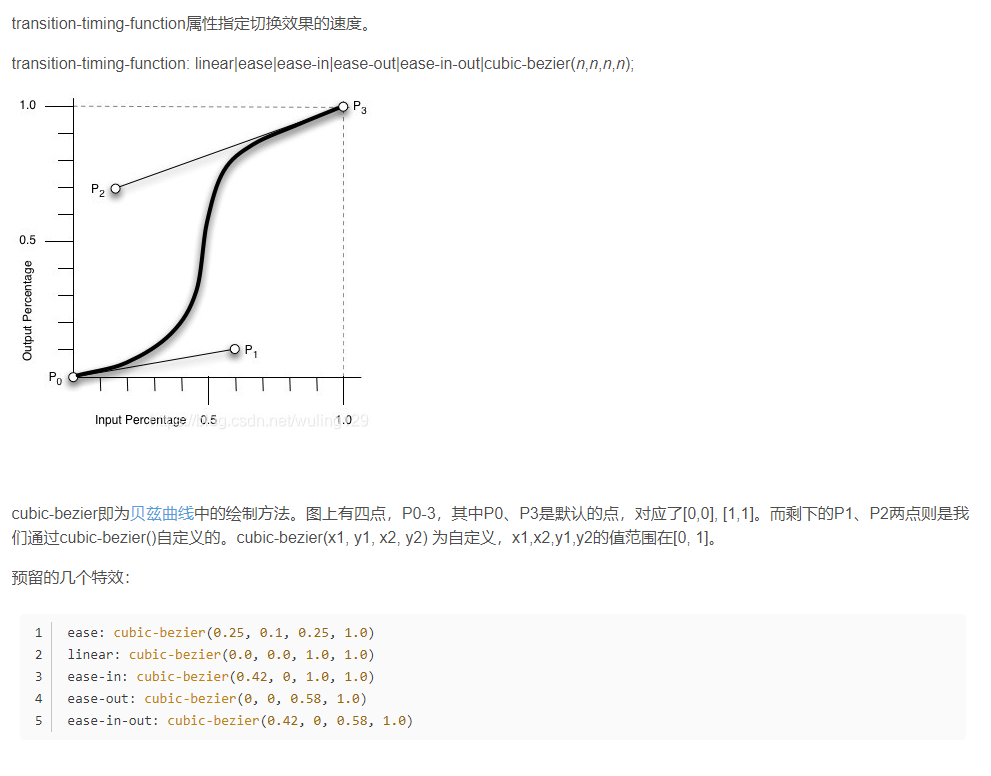 transition-timing-function属性指定切换效果的速度。
transition-timing-function: linear|ease|ease-in|ease-out|ease-in-out|cubic-bezier(n,n,n,n);
1.0
P3
P2
0.5
Output Percentage
P1
P0
Input Percentage 0.5 1.0
cubic-bezier即为贝兹曲线中的绘制方法。图上有四点，P0-3，其中P0、P3是默认的点，对应了[0,0], [1,1]。而剩下的P1、P2两点则是我
们通过cubic-bezier()自定义的。cubic-bezier(x1, y1, x2, y2) 为自定义，x1,x2,y1,y2的值范围在[0, 1]。
预留的几个特效：
1 ease: cubic-bezier(0.25, 0.1, 0.25, 1.0)
2 linear: cubic-bezier(0.0, 0.0, 1.0, 1.0)
3 ease-in: cubic-bezier(0.42, 0, 1.0, 1.0)
4 ease-out: cubic-bezier(0, 0, 0.58, 1.0)
5 ease-in-out: cubic-bezier(0.42, 0, 0.58, 1.0)